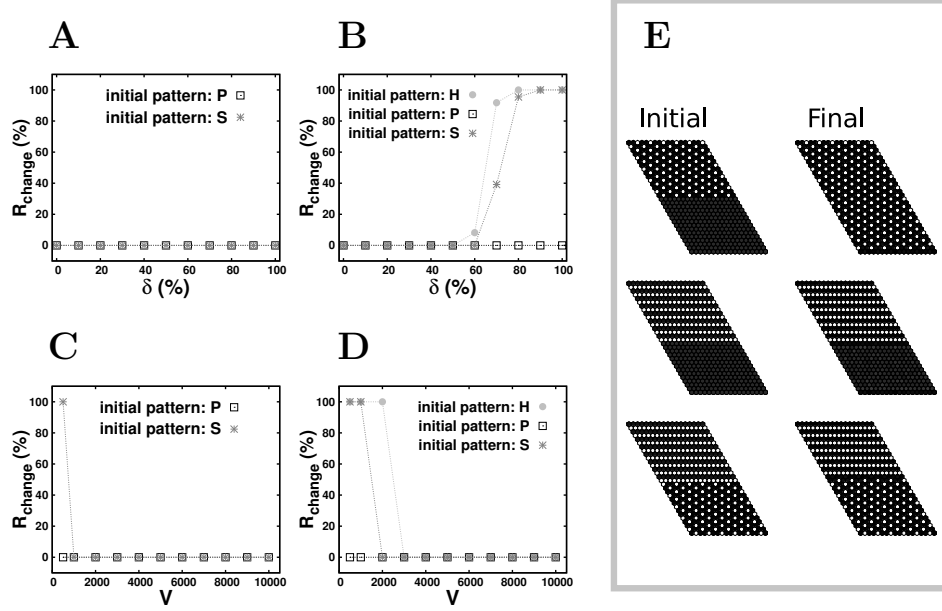 A
100
80
60
40
20
0
R_change (%)
initial pattern: P
initial pattern: S
0 20 40 60 80 100
δ (%)
B
100
80
60
40
20
0
R_change (%)
initial pattern: H
initial pattern: P
initial pattern: S
0 20 40 60 80 100
δ (%)
C
100
80
60
40
20
0
R_change (%)
initial pattern: P
initial pattern: S
0 2000 4000 6000 8000 10000
V
D
100
80
60
40
20
0
R_change (%)
initial pattern: H
initial pattern: P
initial pattern: S
0 2000 4000 6000 8000 10000
V
E
Initial Final